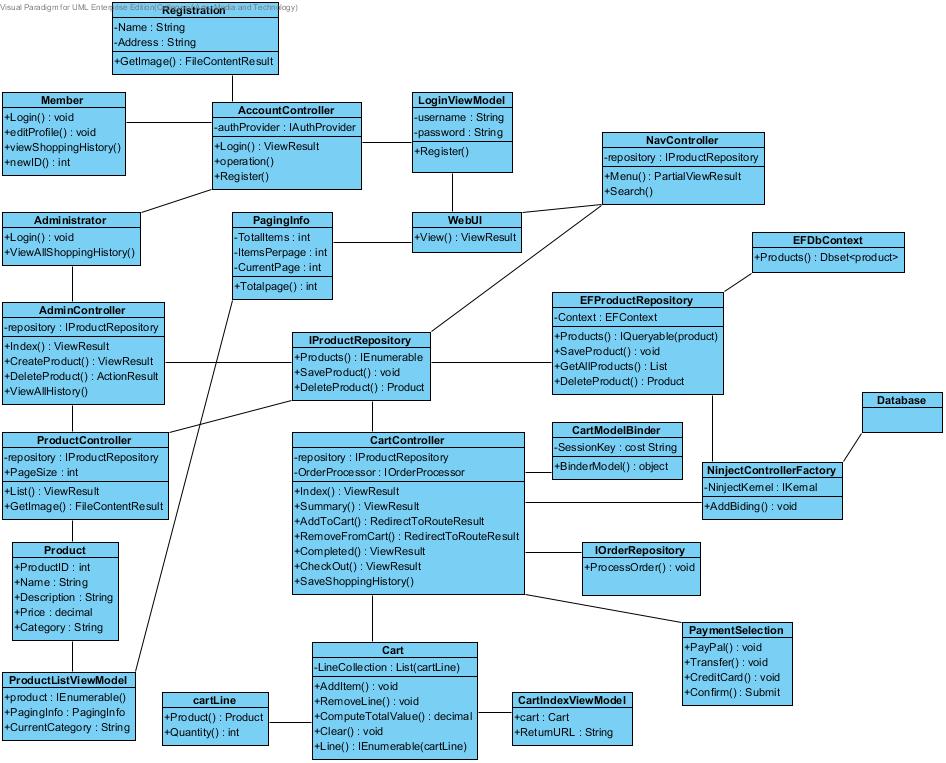 Visual Paradigm for UML Enterprise Edition( Media and Technology)
Registration
-Name : String
-Address : String
+GetImage() : FileContentResult
Member
+Login() : void
+editProfile() : void
+viewShoppingHistory()
+newID() : int
AccountController
-authProvider : IAuthProvider
+Login() : ViewResult
+operation()
+Register()
LoginViewModel
-username : String
-password : String
+Register()
NavController
-repository : IProductRepository
+Menu() : PartialViewResult
+Search()
Administrator
+Login() : void
+ViewAllShoppingHistory()
PagingInfo
-TotalItems : int
-ItemsPerpage : int
-CurrentPage : int
+Totalpage() : int
WebUI
+View() : ViewResult
EFDbContext
+Products() : Dbset<product>
AdminController
-repository : IProductRepository
+Index() : ViewResult
+CreateProduct() : ViewResult
+DeleteProduct() : ActionResult
+ViewAllHistory()
IProductRepository
+Products() : IEnumerable
+SaveProduct() : void
+DeleteProduct() : Product
EFProductRepository
-Context : EFContext
+Products() : IQueryable(product)
+SaveProduct() : void
+GetAllProducts() : List
+DeleteProduct() : Product
Database
ProductController
-repository : IProductRepository
+PageSize : int
+List() : ViewResult
+GetImage() : FileContentResult
CartController
-repository : IProductRepository
-OrderProcessor : IOrderProcessor
+Index() : ViewResult
+Summary() : ViewResult
+AddToCart() : RedirectToRouteResult
+RemoveFromCart() : RedirectToRouteResult
+Completed() : ViewResult
+CheckOut() : ViewResult
+SaveShoppingHistory()
CartModelBinder
-SessionKey : cost String
+BinderModel() : object
NinjectControllerFactory
-NinjectKernel : IKernal
+AddBiding() : void
Product
+ProductID : int
+Name : String
+Description : String
+Price : decimal
+Category : String
IOrderRepository
+ProcessOrder() : void
PaymentSelection
+PayPal() : void
+Transfer() : void
+CreditCard() : void
+Confirm() : Submit
ProductListViewModel
+product : IEnumerable()
+PagingInfo : PagingInfo
+CurrentCategory : String
cartLine
+Product() : Product
+Quantity() : int
Cart
-LineCollection : List(cartLine)
+AddItem() : void
+RemoveLine() : void
+ComputeTotalValue() : decimal
+Clear() : void
+Line() : IEnumerable(cartLine)
CartIndexViewModel
+cart : Cart
+ReturnURL : String